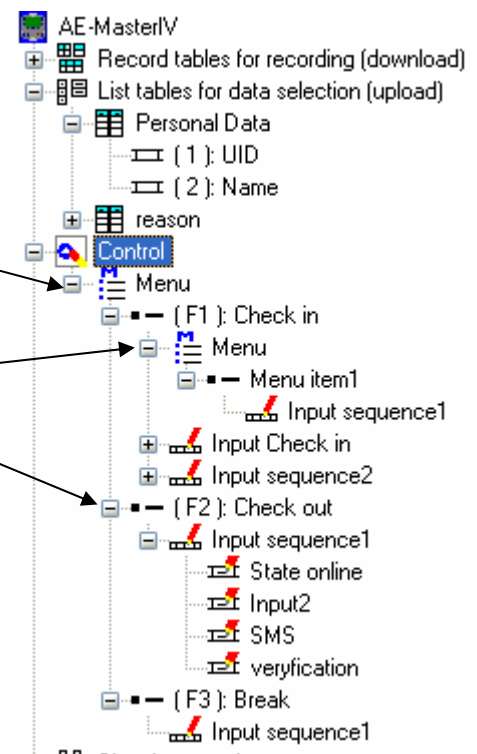 AE-MasterIV
Record tables for recording (download)
List tables for data selection (upload)
Personal Data
( 1 ): UID
( 2 ): Name
reason
Control
Menu
( F1 ): Check in
Menu
Menu item1
Input sequence1
Input Check in
Input sequence2
( F2 ): Check out
Input sequence1
State online
Input2
SMS
veryfication
( F3 ): Break
Input sequence1